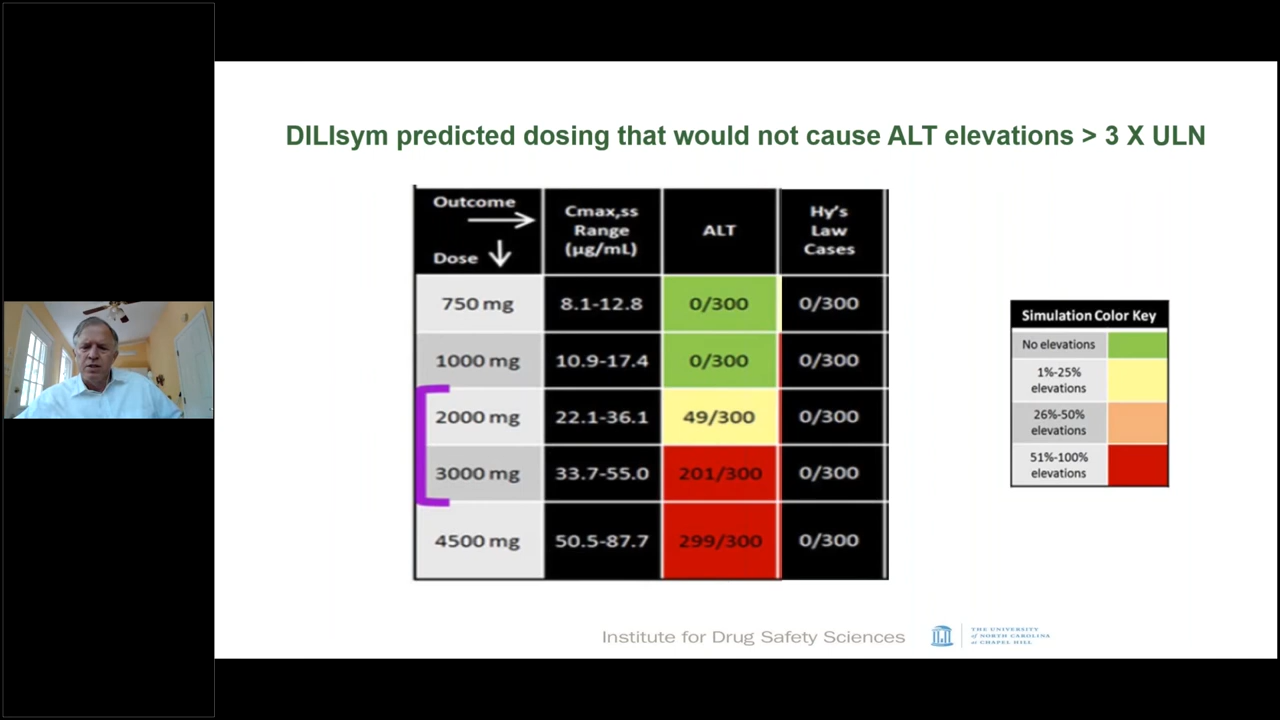 DILIsym predicted dosing that would not cause ALT elevations > 3 X ULN
Outcome
Dose
Cmax,ss
Range
(µg/mL)
ALT
Hy's
Law
Cases
750 mg
8.1-12.8
0/300
0/300
1000 mg
10.9-17.4
0/300
0/300
2000 mg
22.1-36.1
49/300
0/300
3000 mg
33.7-55.0
201/300
0/300
4500 mg
50.5-87.7
299/300
0/300
Simulation Color Key
No elevations
1%-25%
elevations
26%-50%
elevations
51%-100%
elevations
Institute for Drug Safety Sciences
THE UNIVERSITY
of NORTH CAROLINA
at CHAPEL HILL